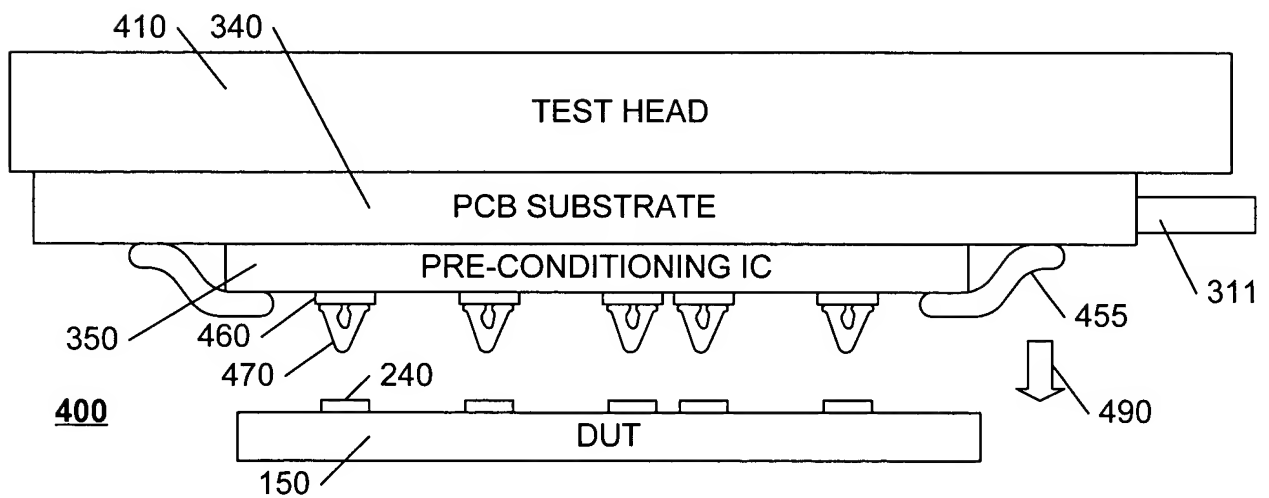 410
340
TEST HEAD
PCB SUBSTRATE
PRE-CONDITIONING IC
311
455
460
350
470
240
400
490
DUT
150